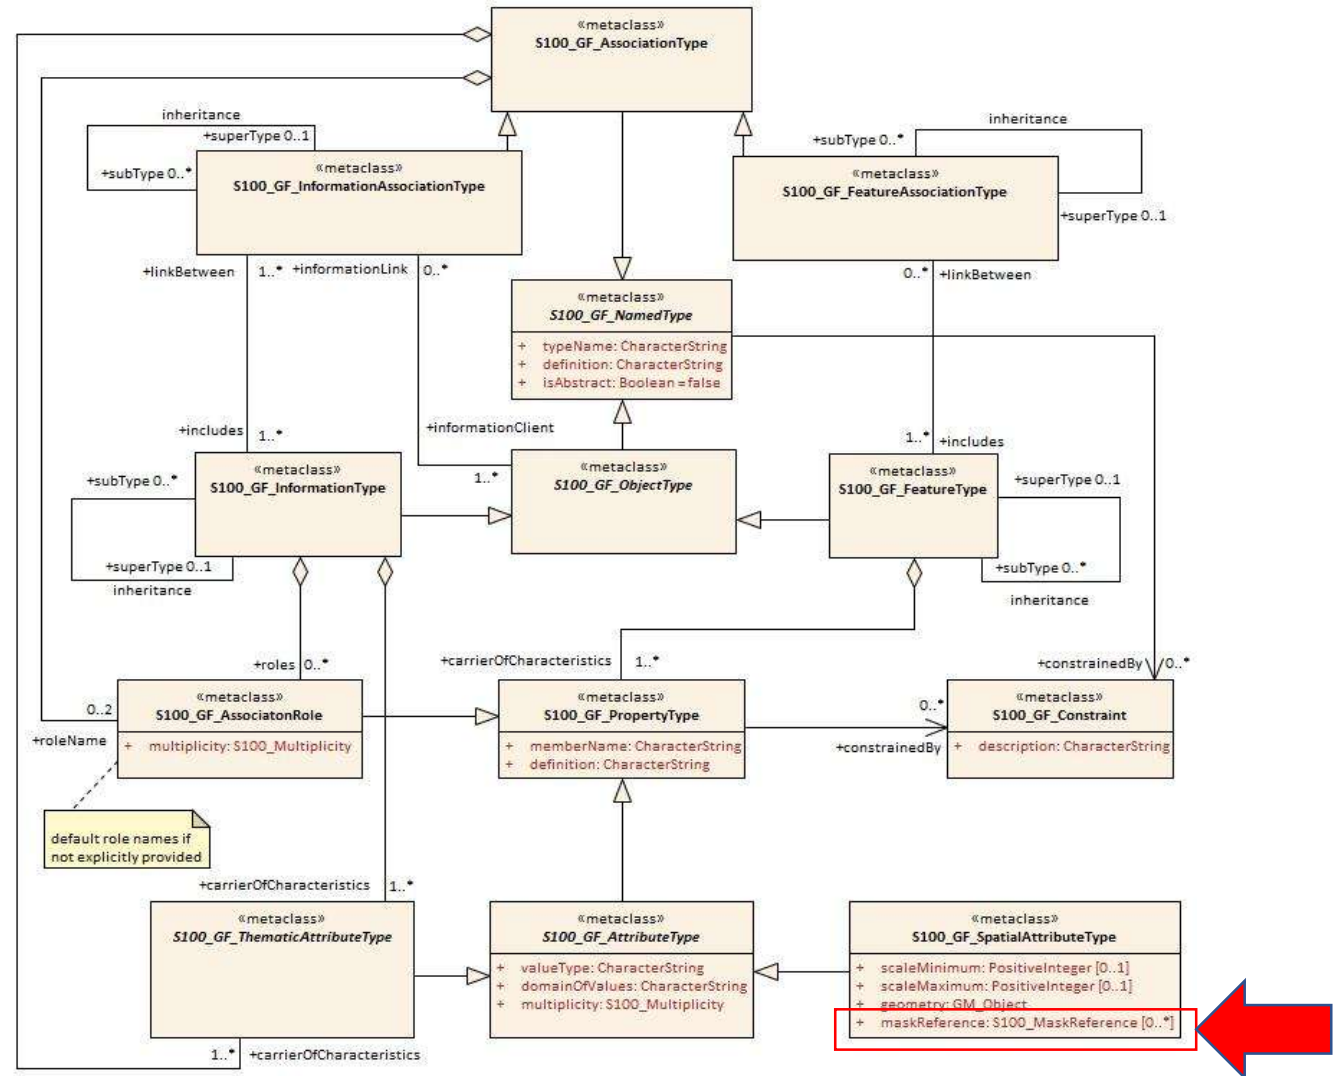 «metaclass»
S100_GF_AssociationType
inheritance
+superType 0..1
+subType 0..*
«metaclass»
S100_GF_InformationAssociationType
inheritance
+subType 0..*
«metaclass»
S100_GF_FeatureAssociationType
+superType 0..1
+linkBetween
1..*
+informationLink
0..*
0..*
+linkBetween
«metaclass»
S100_GF_NamedType
+ typeName: CharacterString
+ definition: CharacterString
+ isAbstract: Boolean = false
+includes
1..*
+informationClient
1..*
1..*
+includes
+subType 0..*
«metaclass»
S100_GF_InformationType
+superType 0..1
inheritance
«metaclass»
S100_GF_ObjectType
«metaclass»
S100_GF_FeatureType
+superType 0..1
+subType 0..*
inheritance
+roles
0..*
+carrierOfCharacteristics
1..*
+constrainedBy
0..*
0..2
+roleName
«metaclass»
S100_GF_AssociatonRole
+ multiplicity: S100_Multiplicity
«metaclass»
S100_GF_PropertyType
+ memberName: CharacterString
+ definition: CharacterString
0..*
+constrainedBy
«metaclass»
S100_GF_Constraint
+ description: CharacterString
default role names if
not explicitly provided
+carrierOfCharacteristics
1..*
«metaclass»
S100_GF_ThematicAttributeType
«metaclass»
S100_GF_AttributeType
+ valueType: CharacterString
+ domainOfValues: CharacterString
+ multiplicity: S100_Multiplicity
«metaclass»
S100_GF_SpatialAttributeType
+ scaleMinimum: PositiveInteger [0..1]
+ scaleMaximum: PositiveInteger [0..1]
+ geometry: GM_Object
+ maskReference: S100_MaskReference [0..*]
1..*
+carrierOfCharacteristics